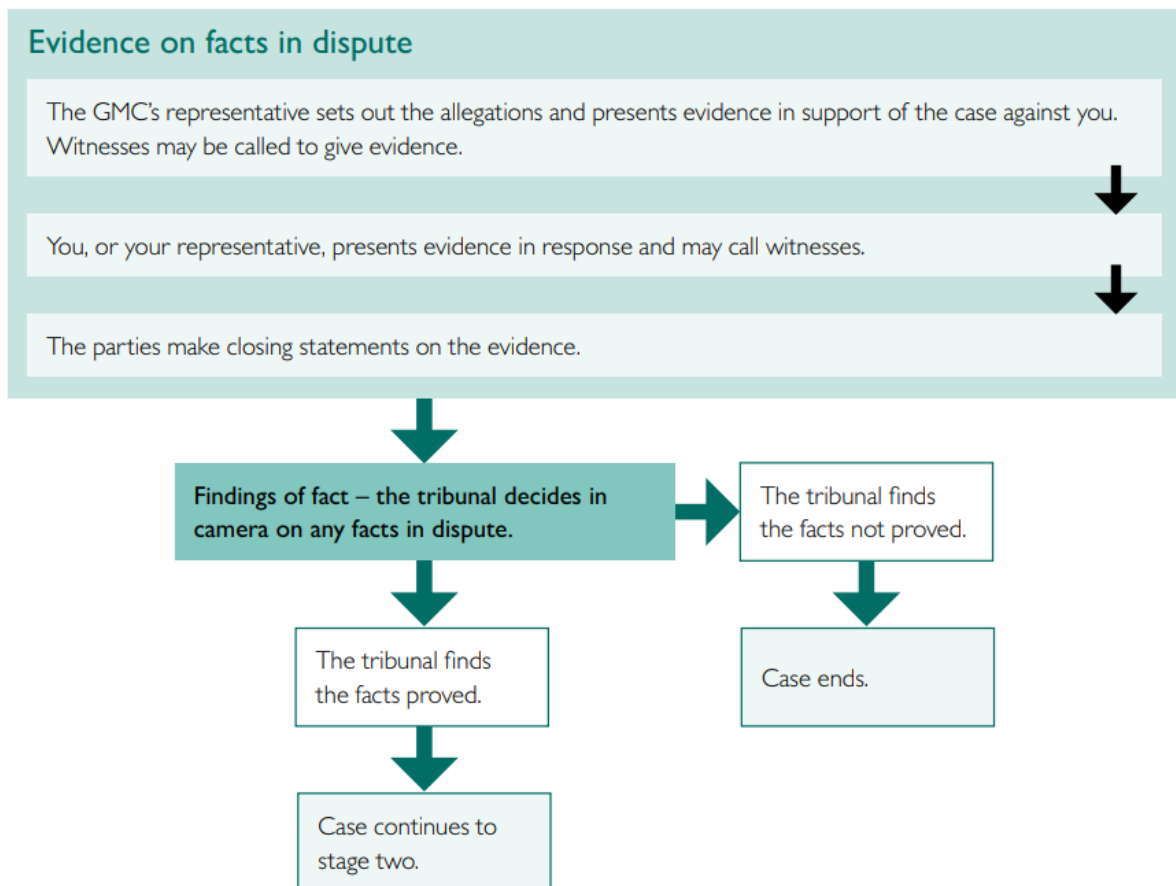 Evidence on facts in dispute
The GMC’s representative sets out the allegations and presents evidence in support of the case against you.
Witnesses may be called to give evidence.
You, or your representative, presents evidence in response and may call witnesses.
The parties make closing statements on the evidence.
Findings of fact – the tribunal decides in
camera on any facts in dispute.
The tribunal finds
the facts not proved.
The tribunal finds
the facts proved.
Case ends.
Case continues to
stage two.